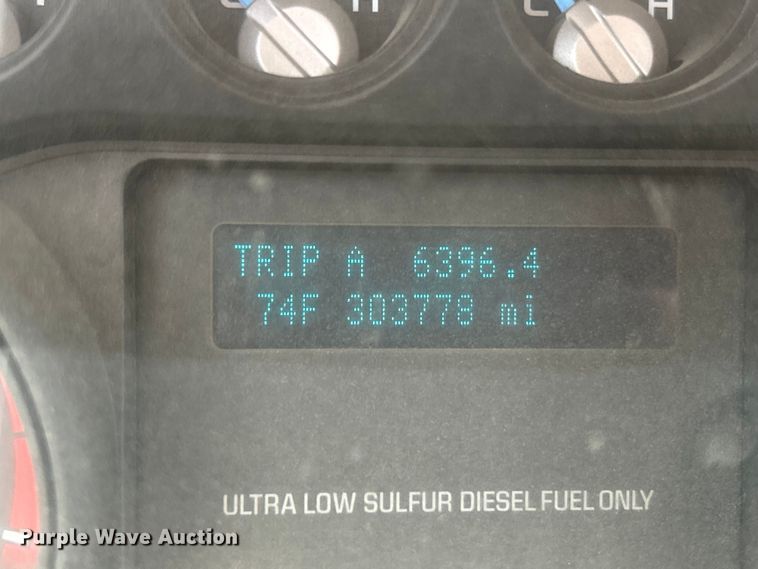 C H
C H
TRIP A 6396.4
74F 303778 mi
ULTRA LOW SULFUR DIESEL FUEL ONLY
Purple Wave Auction